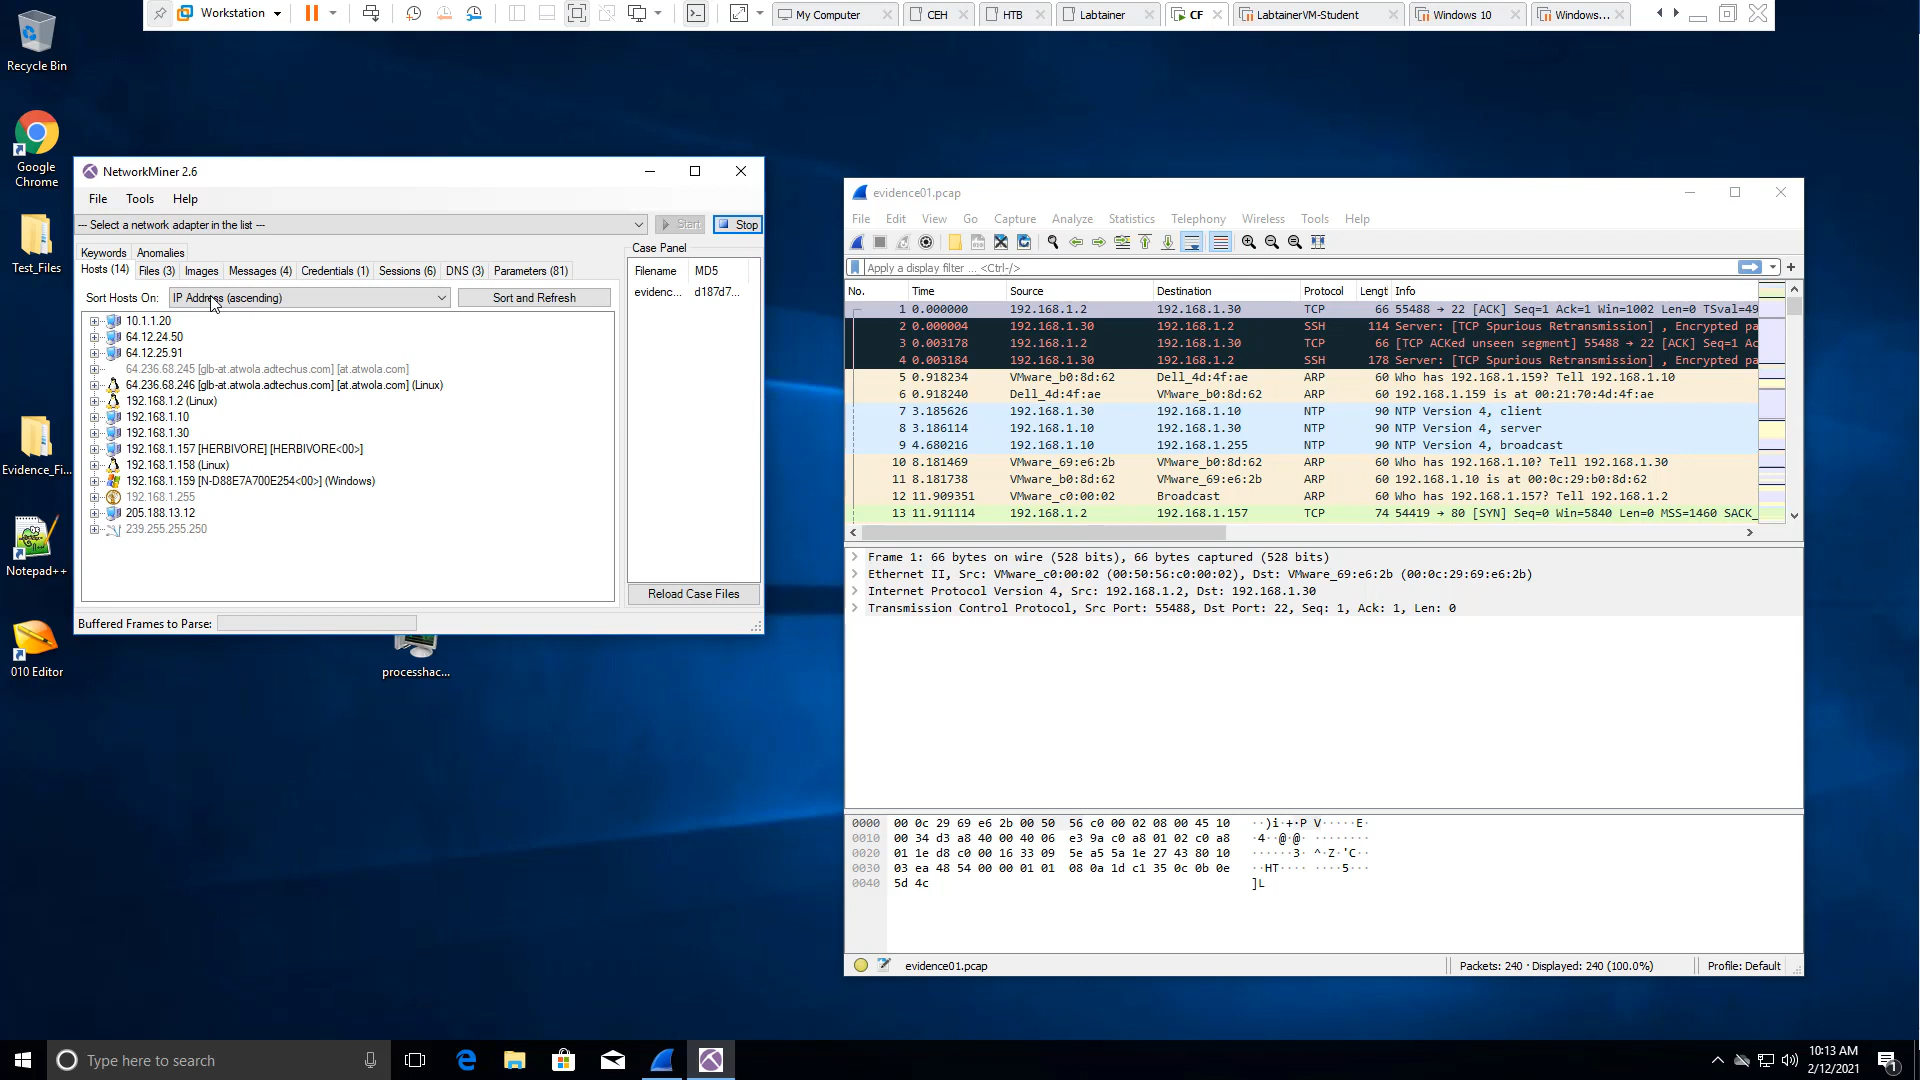 Workstation
My Computer
CEH
HTB
Labtainer
CF
LabtainerVM-Student
Windows 10
Windows...
Recycle Bin
Google
Chrome
Test_Files
Evidence_Fi...
Notepad++
010 Editor
processhac...
NetworkMiner 2.6
File Tools Help
--- Select a network adapter in the list ---
Start
Stop
Keywords Anomalies
Hosts (14) Files (3) Images Messages (4) Credentials (1) Sessions (6) DNS (3) Parameters (81)
Sort Hosts On: IP Address (ascending) Sort and Refresh
10.1.1.20
64.12.24.50
64.12.25.91
64.236.68.245 [glb-at.atwola.adtechus.com] [at.atwola.com]
64.236.68.246 [glb-at.atwola.adtechus.com] [at.atwola.com] (Linux)
192.168.1.2 (Linux)
192.168.1.10
192.168.1.30
192.168.1.157 [HERBIVORE] [HERBIVORE<00>]
192.168.1.158 (Linux)
192.168.1.159 [N-D88E7A700E254<00>] (Windows)
192.168.1.255
205.188.13.12
239.255.255.250
Case Panel
Filename MD5
evidenc... d187d7...
Reload Case Files
Buffered Frames to Parse:
evidence01.pcap
File Edit View Go Capture Analyze Statistics Telephony Wireless Tools Help
Apply a display filter ... <Ctrl-/>
No. Time Source Destination Protocol Lengt Info
1 0.000000 192.168.1.2 192.168.1.30 TCP 66 55488 → 22 [ACK] Seq=1 Ack=1 Win=1002 Len=0 TSval=49
2 0.000004 192.168.1.30 192.168.1.2 SSH 114 Server: [TCP Spurious Retransmission] , Encrypted pa
3 0.003178 192.168.1.2 192.168.1.30 TCP 66 [TCP ACKed unseen segment] 55488 → 22 [ACK] Seq=1 Ac
4 0.003184 192.168.1.30 192.168.1.2 SSH 178 Server: [TCP Spurious Retransmission] , Encrypted pa
5 0.918234 VMware_b0:8d:62 Dell_4d:4f:ae ARP 60 Who has 192.168.1.159? Tell 192.168.1.10
6 0.918240 Dell_4d:4f:ae VMware_b0:8d:62 ARP 60 192.168.1.159 is at 00:21:70:4d:4f:ae
7 3.185626 192.168.1.30 192.168.1.10 NTP 90 NTP Version 4, client
8 3.186114 192.168.1.10 192.168.1.30 NTP 90 NTP Version 4, server
9 4.680216 192.168.1.10 192.168.1.255 NTP 90 NTP Version 4, broadcast
10 8.181469 VMware_69:e6:2b VMware_b0:8d:62 ARP 60 Who has 192.168.1.10? Tell 192.168.1.30
11 8.181738 VMware_b0:8d:62 VMware_69:e6:2b ARP 60 192.168.1.10 is at 00:0c:29:b0:8d:62
12 11.909351 VMware_c0:00:02 Broadcast ARP 60 Who has 192.168.1.157? Tell 192.168.1.2
13 11.911114 192.168.1.2 192.168.1.157 TCP 74 54419 → 80 [SYN] Seq=0 Win=5840 Len=0 MSS=1460 SACK_
Frame 1: 66 bytes on wire (528 bits), 66 bytes captured (528 bits)
Ethernet II, Src: VMware_c0:00:02 (00:50:56:c0:00:02), Dst: VMware_69:e6:2b (00:0c:29:69:e6:2b)
Internet Protocol Version 4, Src: 192.168.1.2, Dst: 192.168.1.30
Transmission Control Protocol, Src Port: 55488, Dst Port: 22, Seq: 1, Ack: 1, Len: 0
0000 00 0c 29 69 e6 2b 00 50 56 c0 00 02 08 00 45 10 ··)i·+·P V·····E·
0010 00 34 d3 a8 40 00 40 06 e3 9a c0 a8 01 02 c0 a8 ·4··@·@· ········
0020 01 1e d8 c0 00 16 33 09 5e a5 5a 1e 27 43 80 10 ······3· ^·Z·'C··
0030 03 ea 48 54 00 00 01 01 08 0a 1d c1 35 0c 0b 0e ··HT···· ····5···
0040 5d 4c ]L
evidence01.pcap
Packets: 240 · Displayed: 240 (100.0%)
Profile: Default
Type here to search
10:13 AM
2/12/2021
1